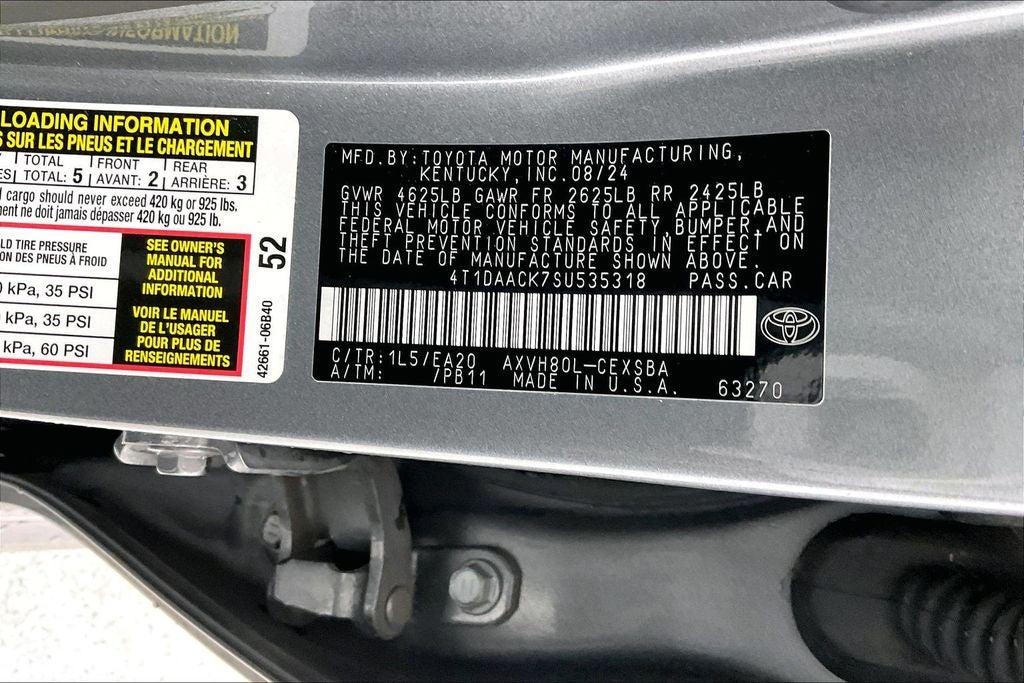 LOADING INFORMATION
SUR LES PNEUS ET LE CHARGEMENT
TOTAL FRONT REAR
TOTAL: 5 AVANT: 2 ARRIÈRE: 3
cargo should never exceed 420 kg or 925 lbs.
ne doit jamais dépasser 420 kg ou 925 lb.
TIRE PRESSURE
DES PNEUS À FROID
kPa, 35 PSI
kPa, 35 PSI
kPa, 60 PSI
SEE OWNER'S
MANUAL FOR
ADDITIONAL
INFORMATION
VOIR LE MANUEL
DE L'USAGER
POUR PLUS DE
RENSEIGNEMENTS
52
42661-06B40
MFD. BY: TOYOTA MOTOR MANUFACTURING,
KENTUCKY, INC. 08/24
GVWR 4625LB GAWR FR 2625LB RR 2425LB
THIS VEHICLE CONFORMS TO ALL APPLICABLE
FEDERAL MOTOR VEHICLE SAFETY, BUMPER, AND
THEFT PREVENTION STANDARDS IN EFFECT ON
THE DATE OF MANUFACTURE SHOWN ABOVE.
4T1DAACK7SU535318 PASS. CAR
C/TR: 1L5/EA20 AXVH80L-CEXSBA
A/TM: /PB11 MADE IN U.S.A. 63270